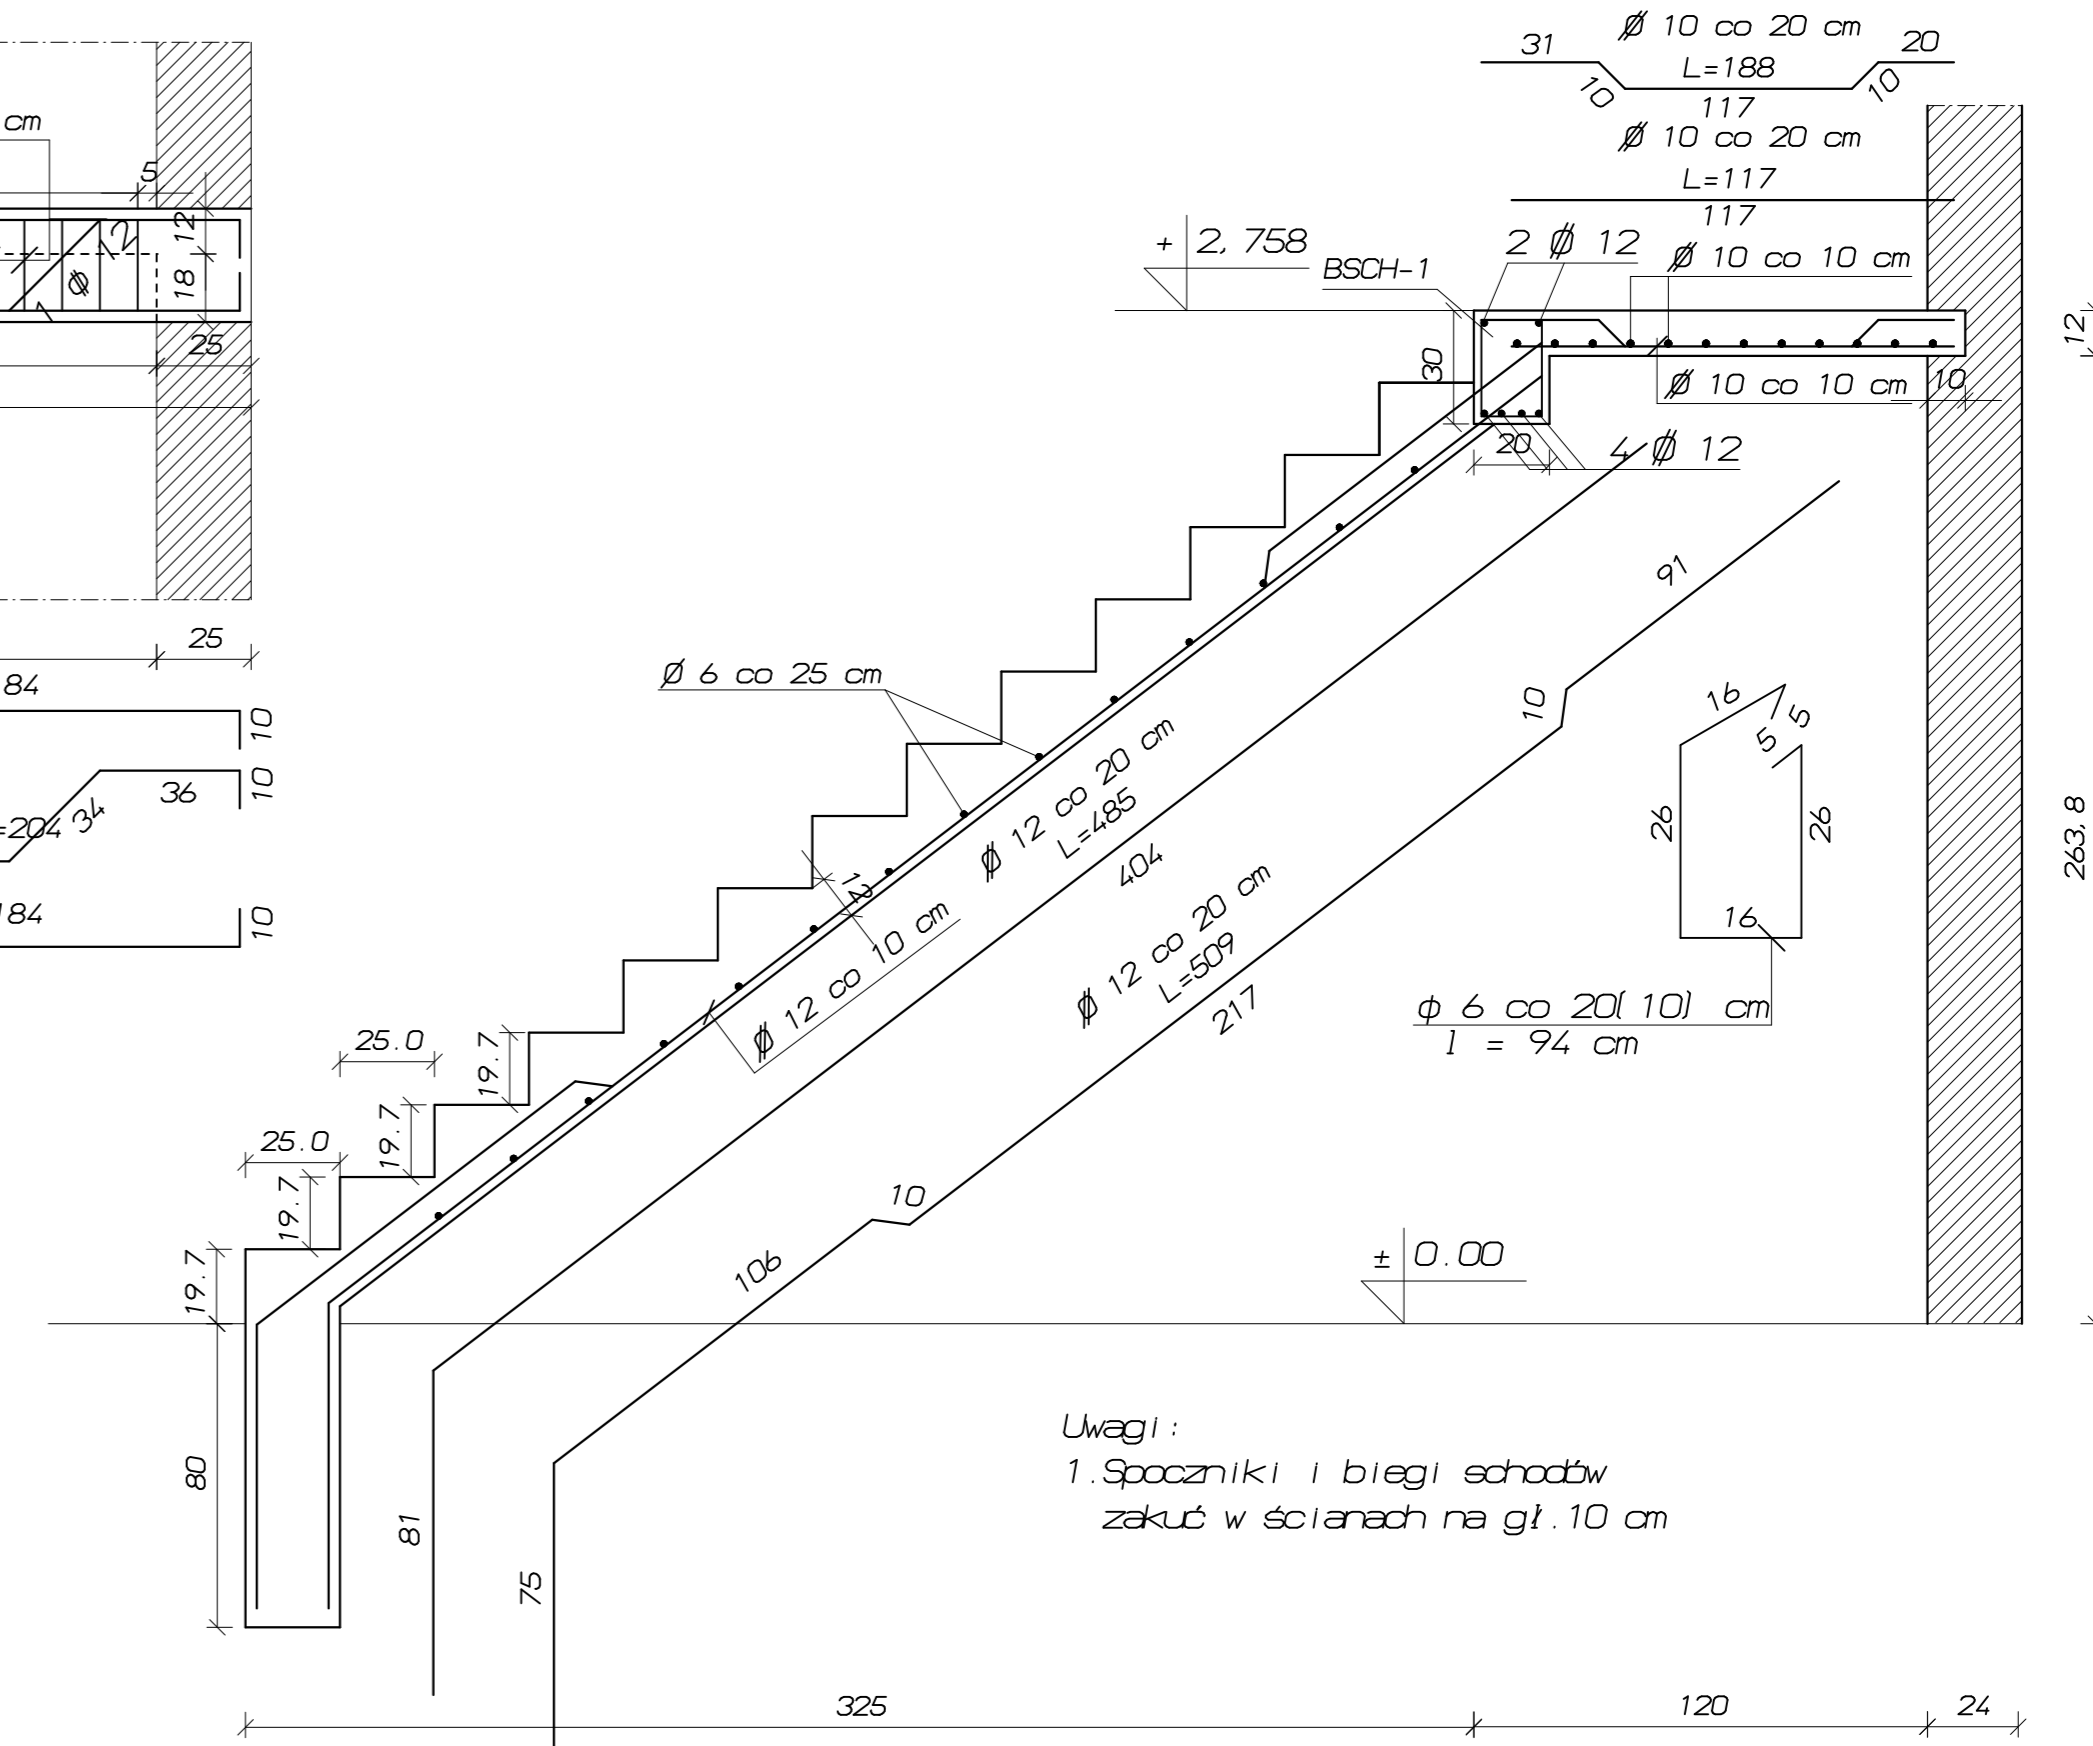 Ø 10 co 20 cm
31
20
L=188
10
10
117
Ø 10 co 20 cm
L=117
117
cm
5
12
12
Ø
18
25
25
84
10
10
36
34
=204
184
10
+ 2,758
BSCH-1
2 Ø 12
Ø 10 co 10 cm
12
30
Ø 10 co 10 cm
10
20
4 Ø 12
91
10
Ø 6 co 25 cm
16
5
5
26
26
16
263,8
Ø 12 co 20 cm
L=485
404
12
Ø 12 co 10 cm
Ø 12 co 20 cm
L=509
217
ϕ 6 co 20(10) cm
l = 94 cm
25.0
19.7
19.7
25.0
19.7
19.7
10
106
± 0.00
80
81
75
Uwagi:
1.Spoczniki i biegi schodów
zakuć w ścianach na gł.10 cm
325
120
24